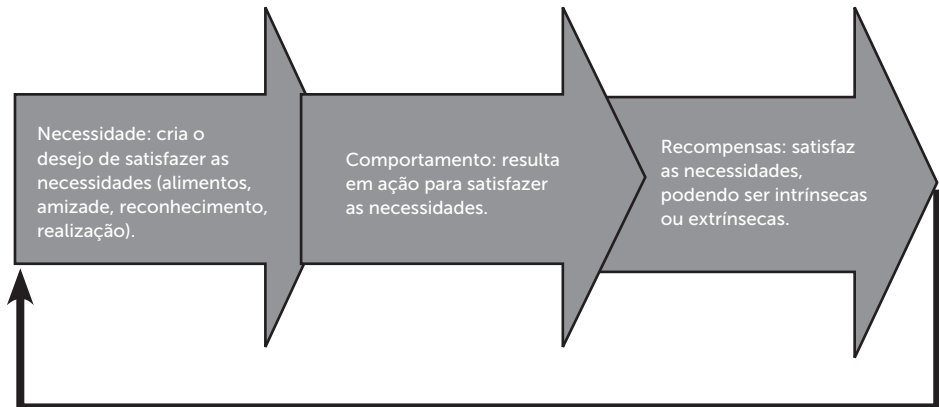 Necessidade: cria o
desejo de satisfazer as
necessidades (alimentos,
amizade, reconhecimento,
realização).
Comportamento: resulta
em ação para satisfazer
as necessidades.
Recompensas: satisfaz
as necessidades,
podendo ser intrínsecas
ou extrínsecas.